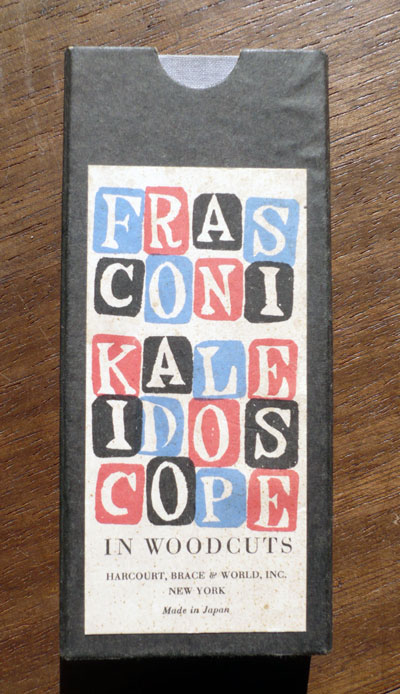 FRAS
CONI
KALE
IDOS
COPE
IN WOODCUTS
HARCOURT, BRACE & WORLD, INC.
NEW YORK
Made in Japan